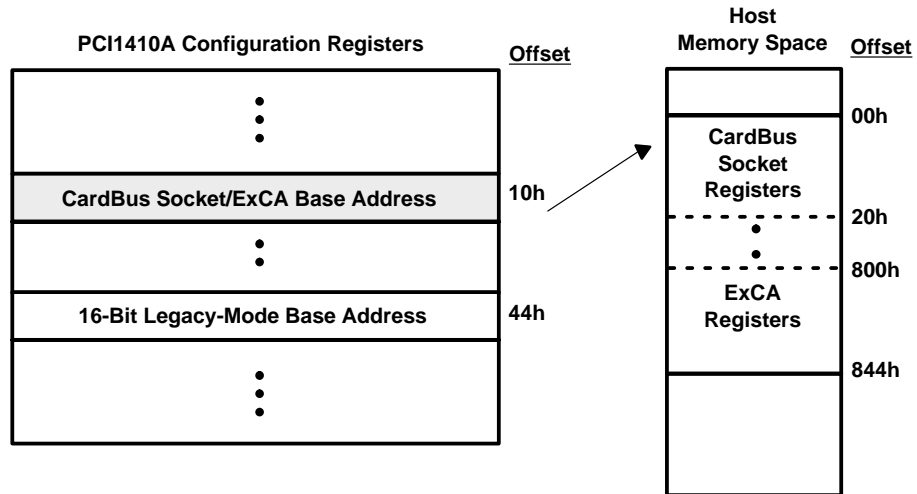 PCI1410A Configuration Registers
Offset
CardBus Socket/ExCA Base Address
10h
16-Bit Legacy-Mode Base Address
44h
Host
Memory Space
Offset
00h
CardBus
Socket
Registers
20h
800h
ExCA
Registers
844h